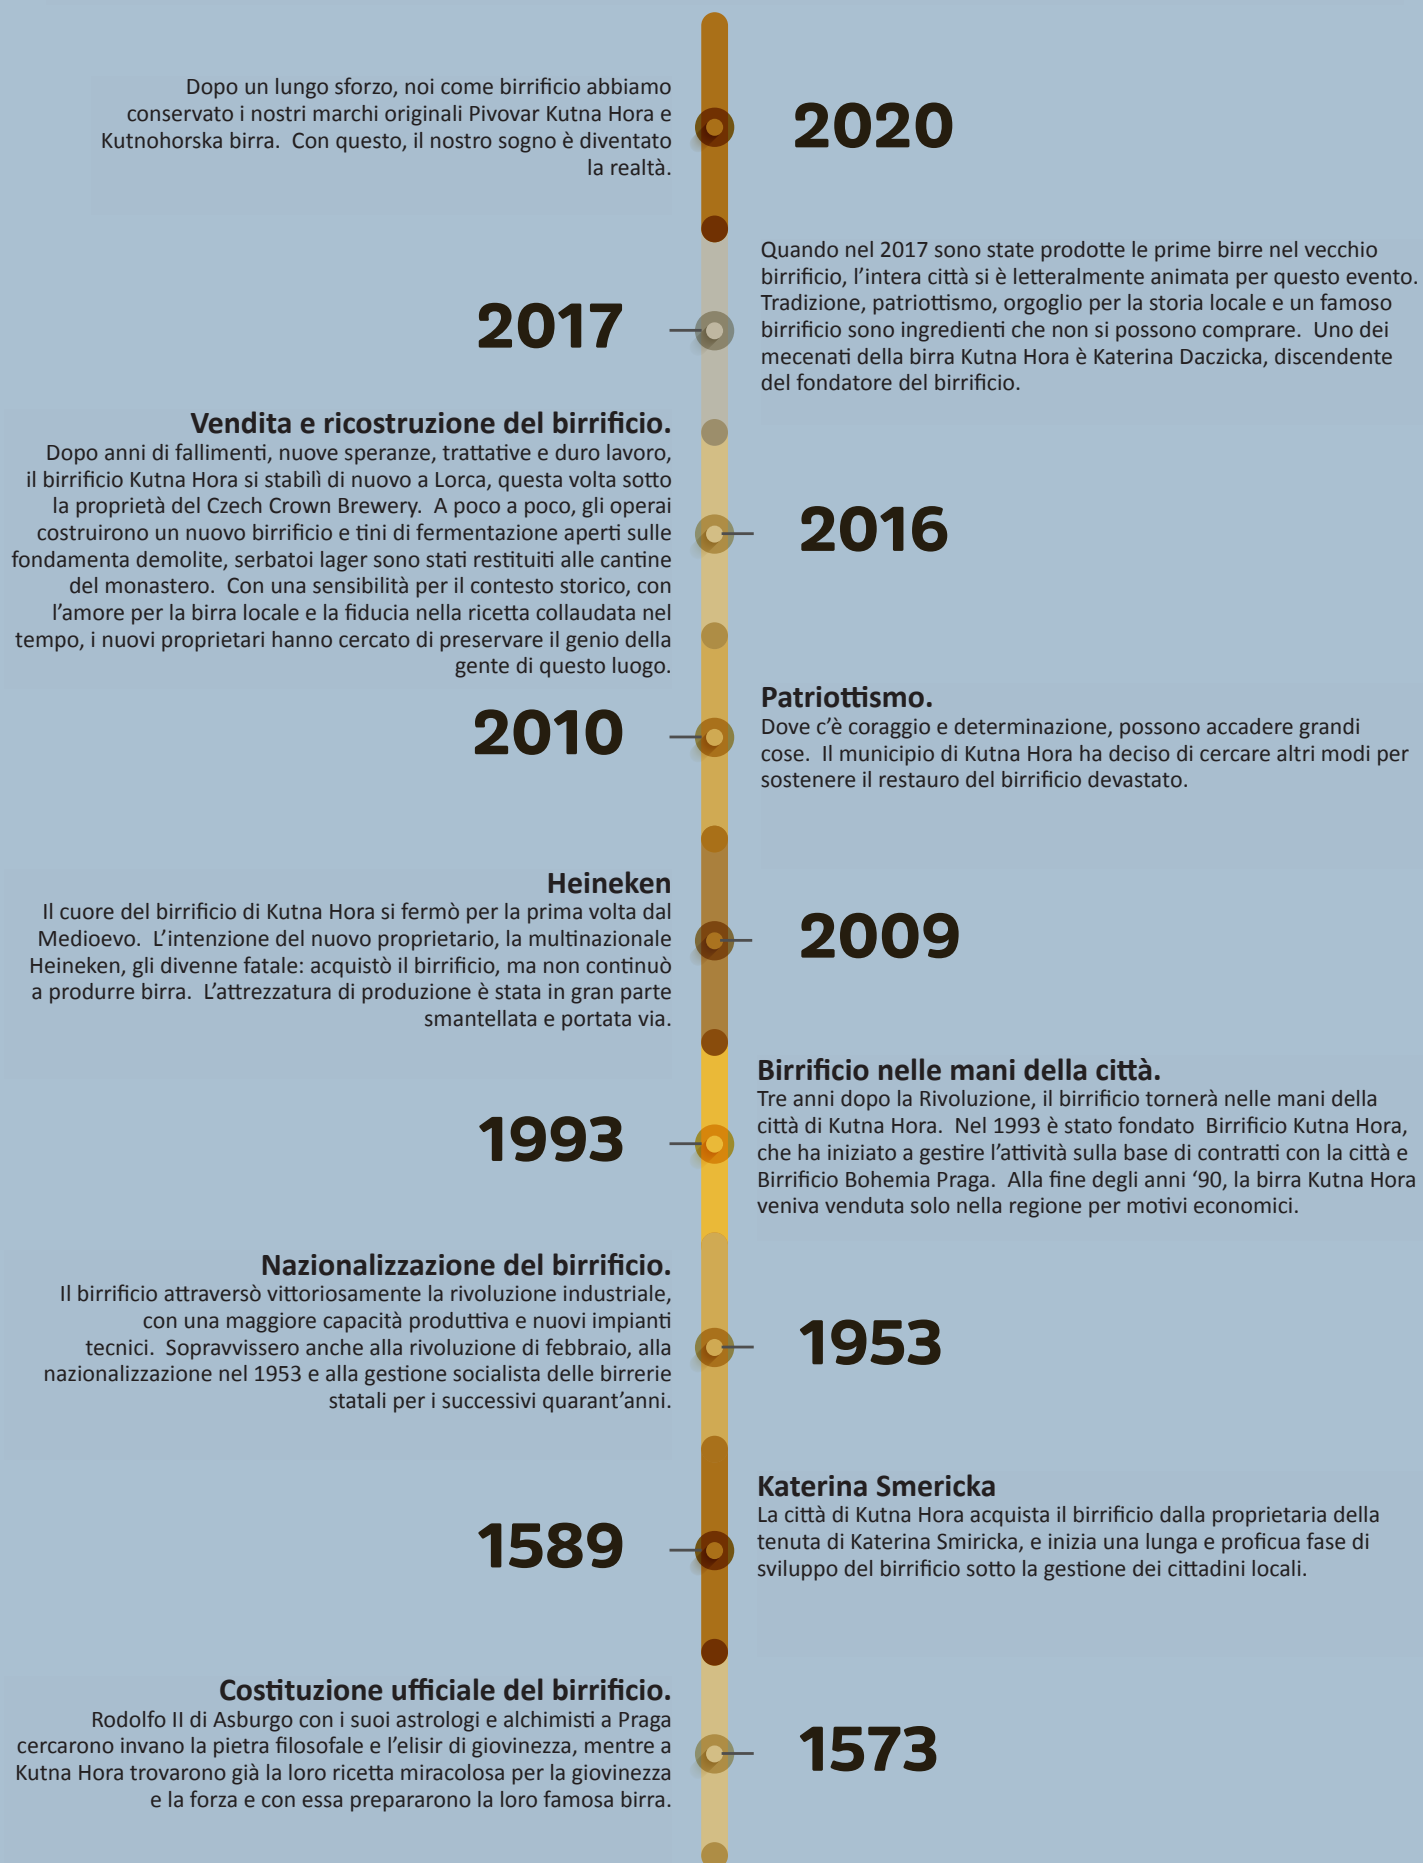 Dopo un lungo sforzo, noi come birrificio abbiamo
conservato i nostri marchi originali Pivovar Kutna Hora e
Kutnohorska birra. Con questo, il nostro sogno è diventato
la realtà.
2020
Quando nel 2017 sono state prodotte le prime birre nel vecchio
birrificio, l’intera città si è letteralmente animata per questo evento.
Tradizione, patriottismo, orgoglio per la storia locale e un famoso
birrificio sono ingredienti che non si possono comprare. Uno dei
mecenati della birra Kutna Hora è Katerina Daczicka, discendente
del fondatore del birrificio.
2017
Vendita e ricostruzione del birrificio.
Dopo anni di fallimenti, nuove speranze, trattative e duro lavoro,
il birrificio Kutna Hora si stabilì di nuovo a Lorca, questa volta sotto
la proprietà del Czech Crown Brewery. A poco a poco, gli operai
costruirono un nuovo birrificio e tini di fermentazione aperti sulle
fondamenta demolite, serbatoi lager sono stati restituiti alle cantine
del monastero. Con una sensibilità per il contesto storico, con
l’amore per la birra locale e la fiducia nella ricetta collaudata nel
tempo, i nuovi proprietari hanno cercato di preservare il genio della
gente di questo luogo.
2016
Patriottismo.
Dove c’è coraggio e determinazione, possono accadere grandi
cose. Il municipio di Kutna Hora ha deciso di cercare altri modi per
sostenere il restauro del birrificio devastato.
2010
Heineken
Il cuore del birrificio di Kutna Hora si fermò per la prima volta dal
Medioevo. L’intenzione del nuovo proprietario, la multinazionale
Heineken, gli divenne fatale: acquistò il birrificio, ma non continuò
a produrre birra. L’attrezzatura di produzione è stata in gran parte
smantellata e portata via.
2009
Birrificio nelle mani della città.
Tre anni dopo la Rivoluzione, il birrificio tornerà nelle mani della
città di Kutna Hora. Nel 1993 è stato fondato Birrificio Kutna Hora,
che ha iniziato a gestire l’attività sulla base di contratti con la città e
Birrificio Bohemia Praga. Alla fine degli anni ‘90, la birra Kutna Hora
veniva venduta solo nella regione per motivi economici.
1993
Nazionalizzazione del birrificio.
Il birrificio attraversò vittoriosamente la rivoluzione industriale,
con una maggiore capacità produttiva e nuovi impianti
tecnici. Sopravvissero anche alla rivoluzione di febbraio, alla
nazionalizzazione nel 1953 e alla gestione socialista delle birrerie
statali per i successivi quarant’anni.
1953
Katerina Smericka
La città di Kutna Hora acquista il birrificio dalla proprietaria della
tenuta di Katerina Smiricka, e inizia una lunga e proficua fase di
sviluppo del birrificio sotto la gestione dei cittadini locali.
1589
Costituzione ufficiale del birrificio.
Rodolfo II di Asburgo con i suoi astrologi e alchimisti a Praga
cercarono invano la pietra filosofale e l’elisir di giovinezza, mentre a
Kutna Hora trovarono già la loro ricetta miracolosa per la giovinezza
e la forza e con essa prepararono la loro famosa birra.
1573